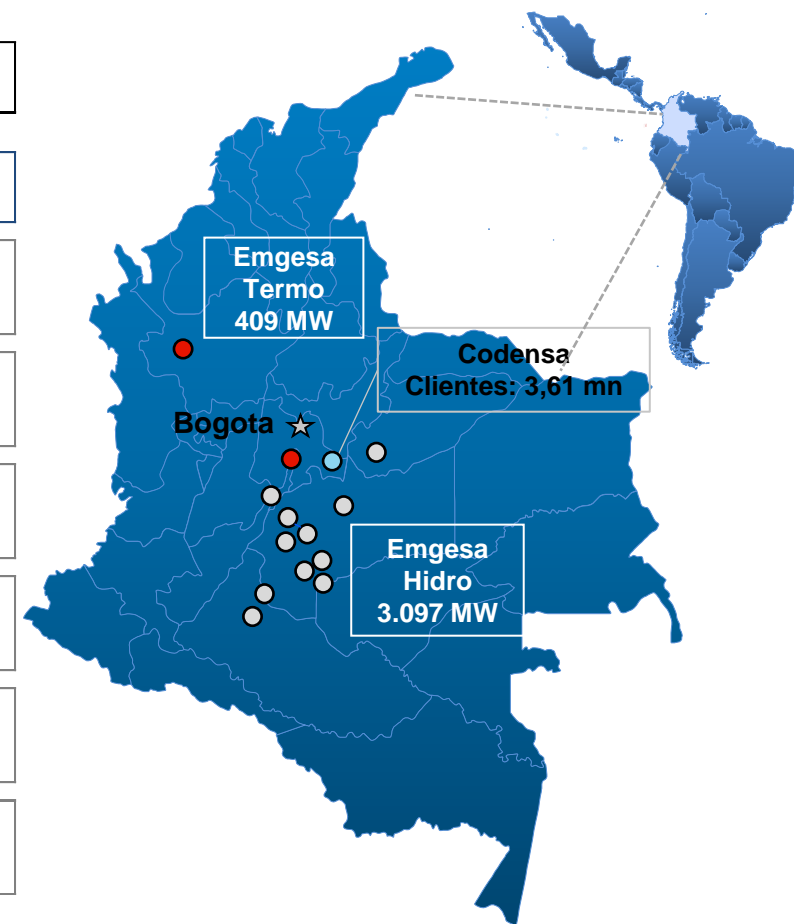 Emgesa
Termo
409 MW
Codensa
Clientes: 3,61 mn
Bogota
Emgesa
Hidro
3.097 MW